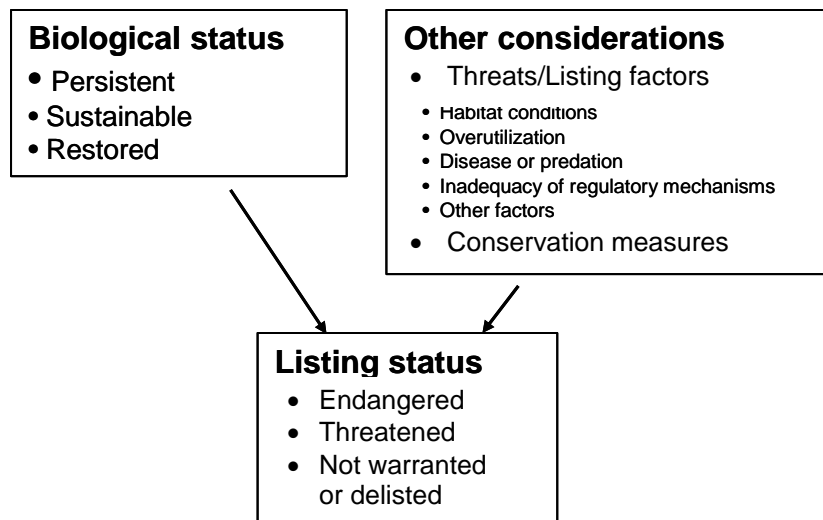 Biological status
• Persistent
• Sustainable
• Restored
Other considerations
• Threats/Listing factors
• Habitat conditions
• Overutilization
• Disease or predation
• Inadequacy of regulatory mechanisms
• Other factors
• Conservation measures
Listing status
• Endangered
• Threatened
• Not warranted
or delisted